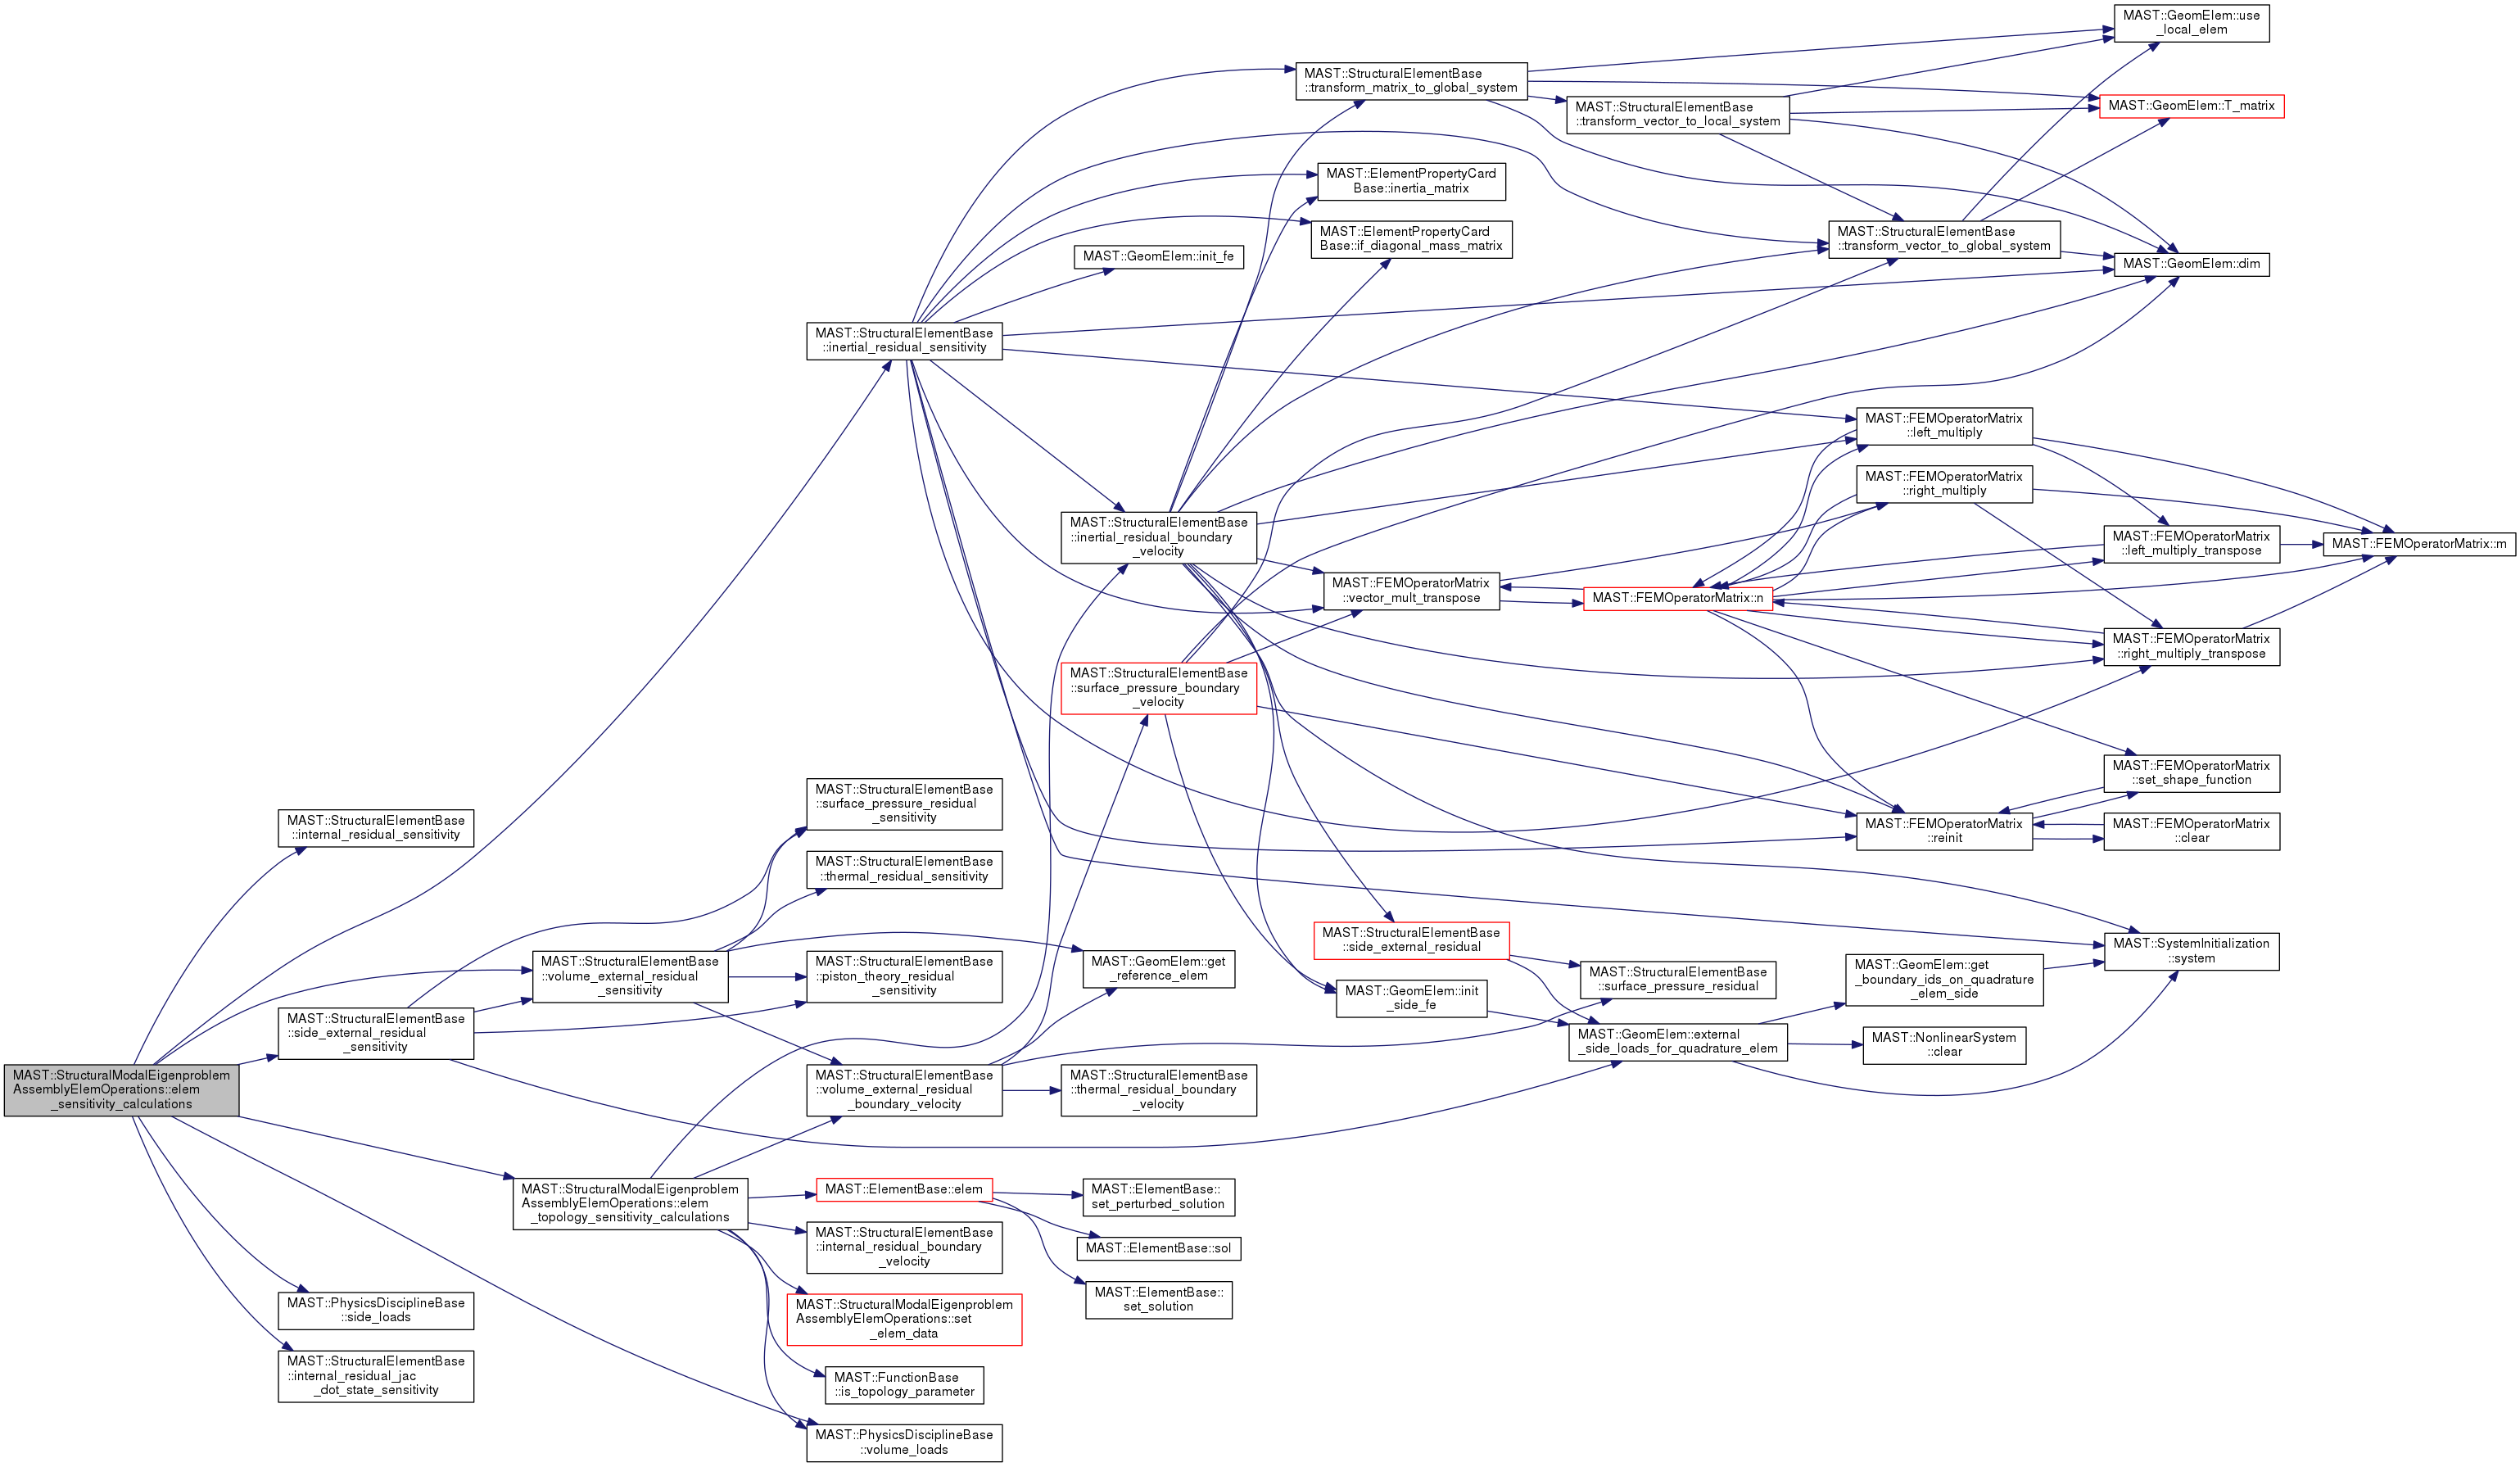 MAST::StructuralModalEigenproblem
AssemblyElemOperations::elem
_sensitivity_calculations
MAST::StructuralElementBase
::internal_residual_sensitivity
MAST::StructuralElementBase
::side_external_residual
_sensitivity
MAST::PhysicsDisciplineBase
::side_loads
MAST::StructuralElementBase
::internal_residual_jac
_dot_state_sensitivity
MAST::StructuralElementBase
::volume_external_residual
_sensitivity
MAST::StructuralModalEigenproblem
AssemblyElemOperations::elem
_topology_sensitivity_calculations
MAST::StructuralElementBase
::inertial_residual_sensitivity
MAST::StructuralElementBase
::surface_pressure_residual
_sensitivity
MAST::StructuralElementBase
::thermal_residual_sensitivity
MAST::StructuralElementBase
::piston_theory_residual
_sensitivity
MAST::StructuralElementBase
::volume_external_residual
_boundary_velocity
MAST::ElementBase::elem
MAST::StructuralElementBase
::internal_residual_boundary
_velocity
MAST::StructuralModalEigenproblem
AssemblyElemOperations::set
_elem_data
MAST::FunctionBase
::is_topology_parameter
MAST::PhysicsDisciplineBase
::volume_loads
MAST::GeomElem::init_fe
MAST::StructuralElementBase
::inertial_residual_boundary
_velocity
MAST::StructuralElementBase
::surface_pressure_boundary
_velocity
MAST::GeomElem::get
_reference_elem
MAST::StructuralElementBase
::thermal_residual_boundary
_velocity
MAST::ElementBase::
set_perturbed_solution
MAST::ElementBase::sol
MAST::ElementBase::
set_solution
MAST::StructuralElementBase
::transform_matrix_to_global_system
MAST::ElementPropertyCard
Base::inertia_matrix
MAST::ElementPropertyCard
Base::if_diagonal_mass_matrix
MAST::FEMOperatorMatrix
::vector_mult_transpose
MAST::StructuralElementBase
::side_external_residual
MAST::GeomElem::init
_side_fe
MAST::StructuralElementBase
::transform_vector_to_local_system
MAST::FEMOperatorMatrix::n
MAST::StructuralElementBase
::surface_pressure_residual
MAST::GeomElem::external
_side_loads_for_quadrature_elem
MAST::StructuralElementBase
::transform_vector_to_global_system
MAST::FEMOperatorMatrix
::left_multiply
MAST::FEMOperatorMatrix
::right_multiply
MAST::FEMOperatorMatrix
::reinit
MAST::GeomElem::get
_boundary_ids_on_quadrature
_elem_side
MAST::NonlinearSystem
::clear
MAST::GeomElem::use
_local_elem
MAST::GeomElem::T_matrix
MAST::GeomElem::dim
MAST::FEMOperatorMatrix
::left_multiply_transpose
MAST::FEMOperatorMatrix
::right_multiply_transpose
MAST::FEMOperatorMatrix
::set_shape_function
MAST::FEMOperatorMatrix
::clear
MAST::SystemInitialization
::system
MAST::FEMOperatorMatrix::m